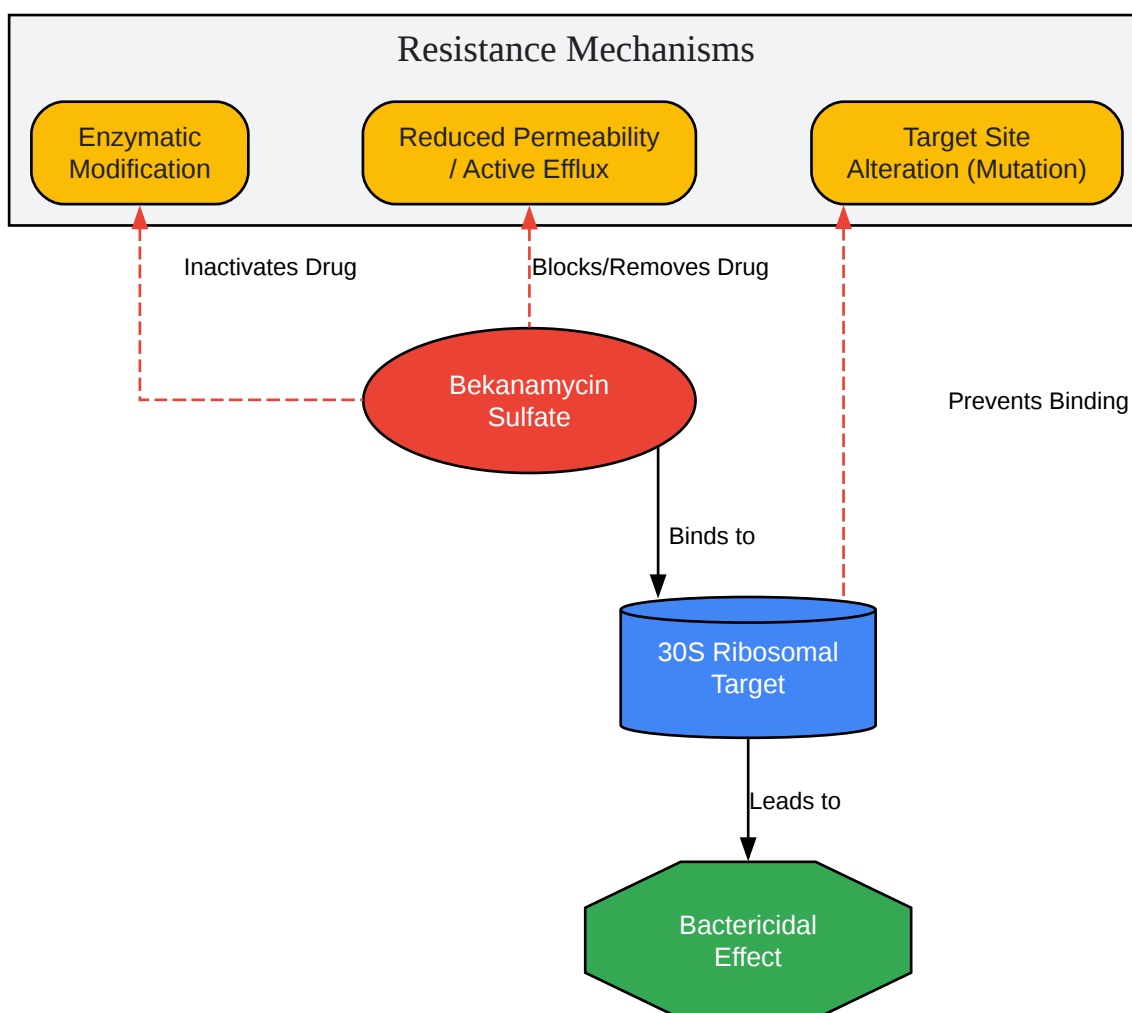 Resistance Mechanisms
Enzymatic
Modification
Reduced Permeability
/ Active Efflux
Target Site
Alteration (Mutation)
Inactivates Drug
Blocks/Removes Drug
Bekanamycin
Sulfate
Prevents Binding
Binds to
30S Ribosomal
Target
Leads to
Bactericidal
Effect